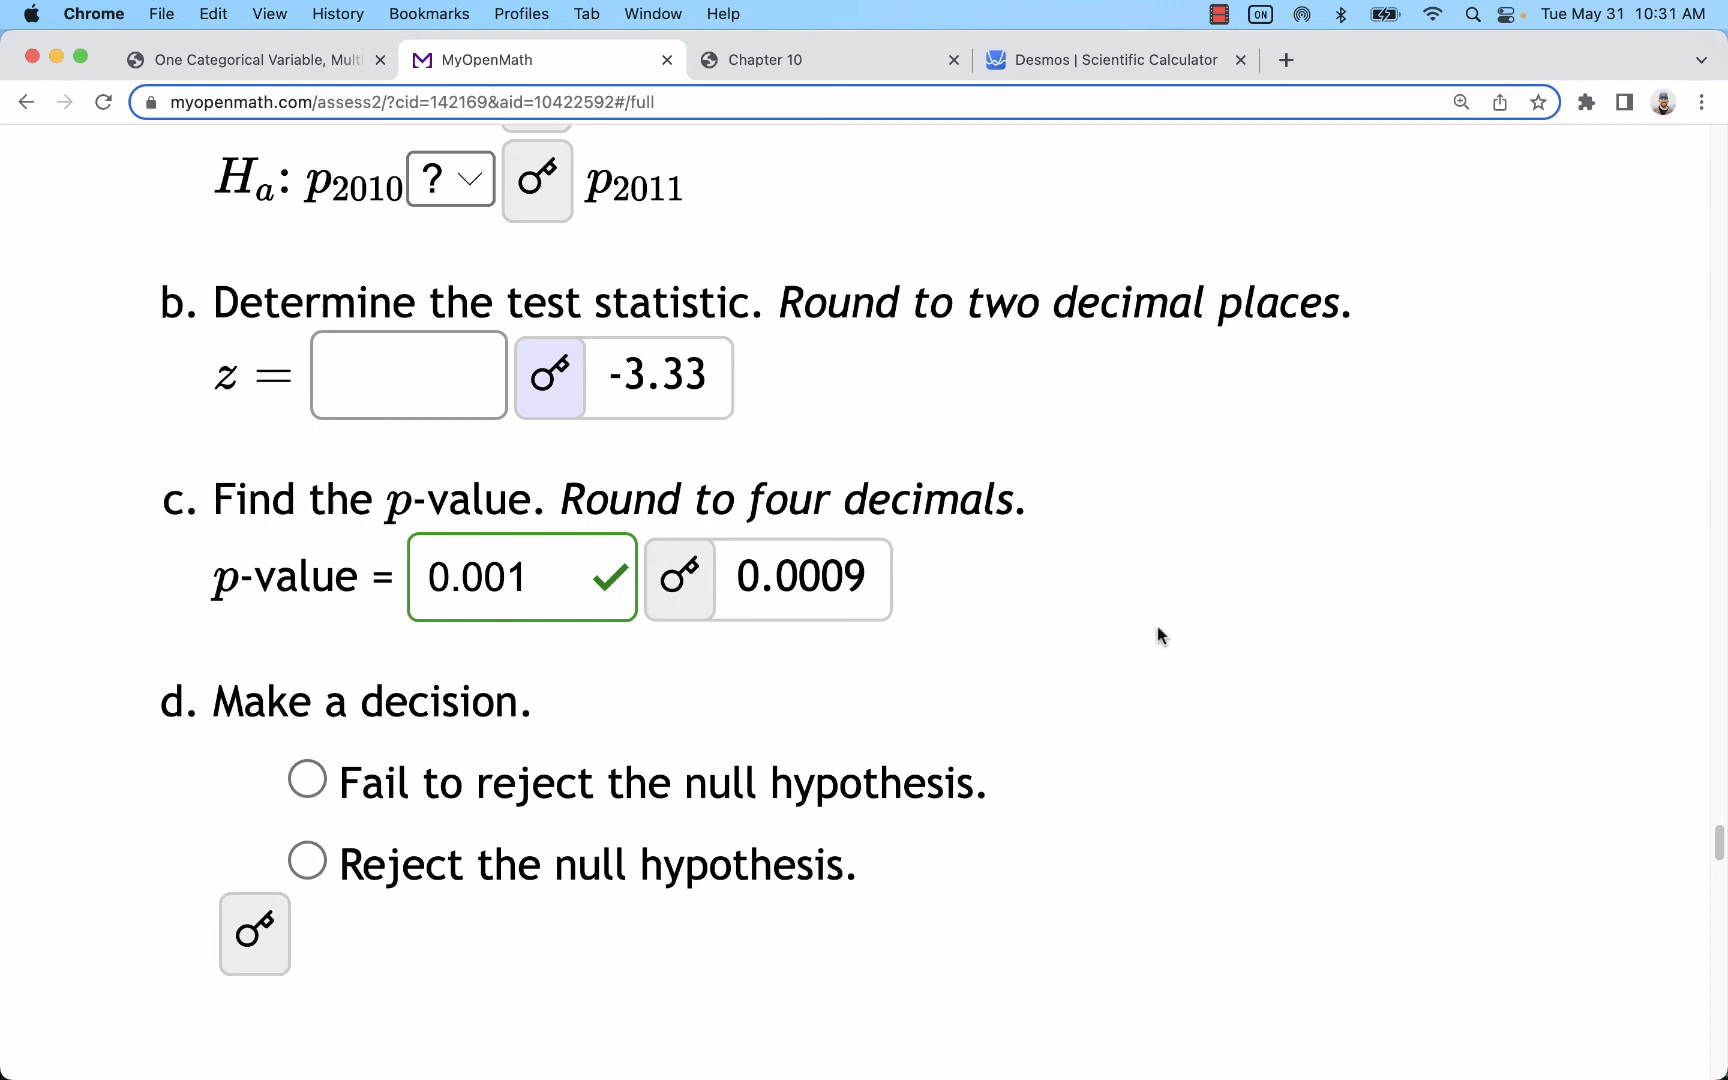 Chrome File Edit View History Bookmarks Profiles Tab Window Help ON Tue May 31 10:31 AM
One Categorical Variable, Mult MyOpenMath Chapter 10 Desmos | Scientific Calculator
myopenmath.com/assess2/?cid=142169&aid=10422592#/full
Hₐ: p₂₀₁₀ ? p₂₀₁₁
b. Determine the test statistic. Round to two decimal places.
z = -3.33
c. Find the p-value. Round to four decimals.
p-value = 0.001 0.0009
d. Make a decision.
Fail to reject the null hypothesis.
Reject the null hypothesis.